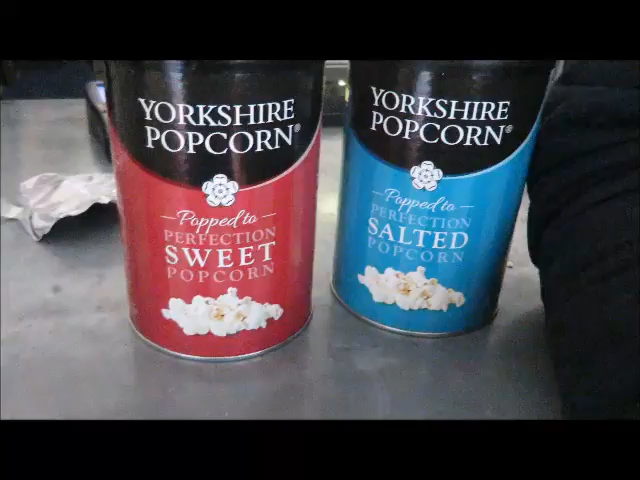 YORKSHIRE
POPCORN®
Popped to
PERFECTION
SWEET
POPCORN
YORKSHIRE
POPCORN®
Popped to
PERFECTION
SALTED
POPCORN